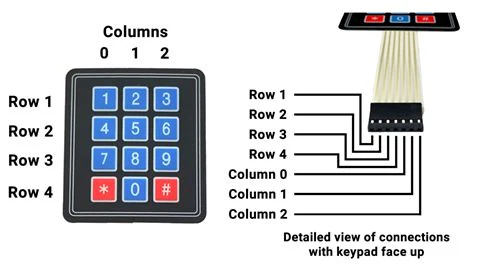 Columns
0 1 2
Row 1
Row 2
Row 3
Row 4
1 2 3
4 5 6
7 8 9
* 0 #
* 0 #
Row 1
Row 2
Row 3
Row 4
Column 0
Column 1
Column 2
Detailed view of connections
with keypad face up